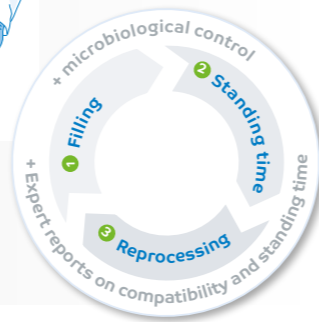 + microbiological control
1 Filling
2 Standing time
3 Reprocessing
+ Expert reports on compatibility and standing time